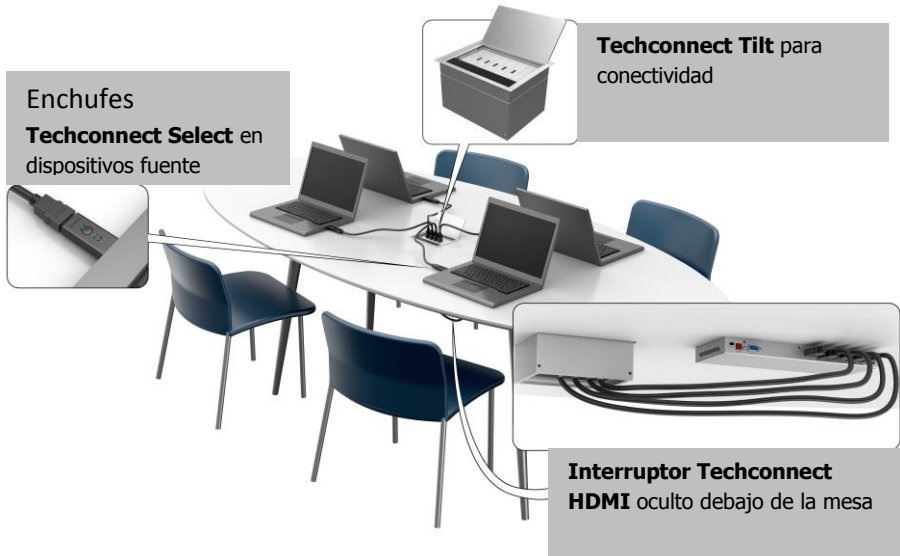 Techconnect Tilt para
conectividad
Enchufes
Techconnect Select en
dispositivos fuente
Interruptor Techconnect
HDMI oculto debajo de la mesa